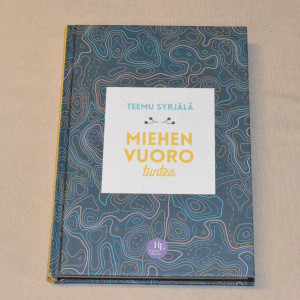 TEEMU SYRJÄLÄ
MIEHEN
VUORO
tuntea